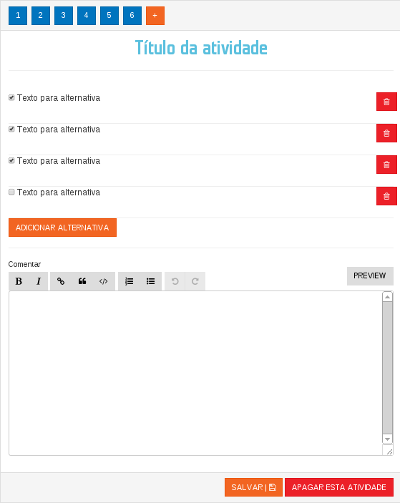 1 2 3 4 5 6 +
Título da atividade
Texto para alternativa
Texto para alternativa
Texto para alternativa
Texto para alternativa
ADICIONAR ALTERNATIVA
Comentar
PREVIEW
B I
SALVAR | APAGAR ESTA ATIVIDADE